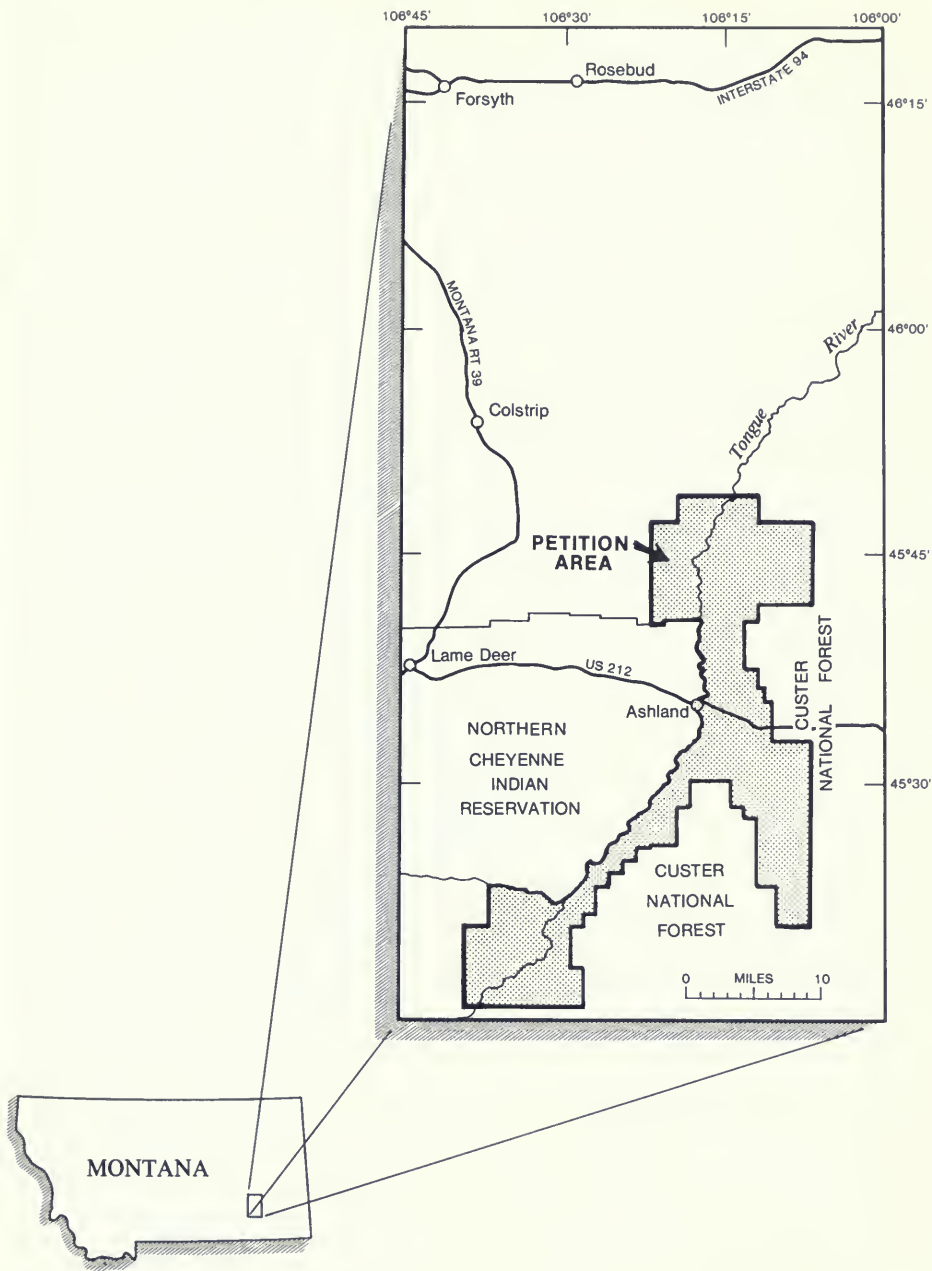 106°45'
106°30'
106°15'
106°00'
Rosebud
INTERSTATE 94
Forsyth
46°15'
46°00'
MONTANA RT 39
River
Tongue
Colstrip
PETITION
AREA
45°45'
Lame Deer
US 212
CUSTER
NATIONAL FOREST
Ashland
NORTHERN
CHEYENNE
INDIAN
RESERVATION
45°30'
CUSTER
NATIONAL
FOREST
0 MILES 10
MONTANA